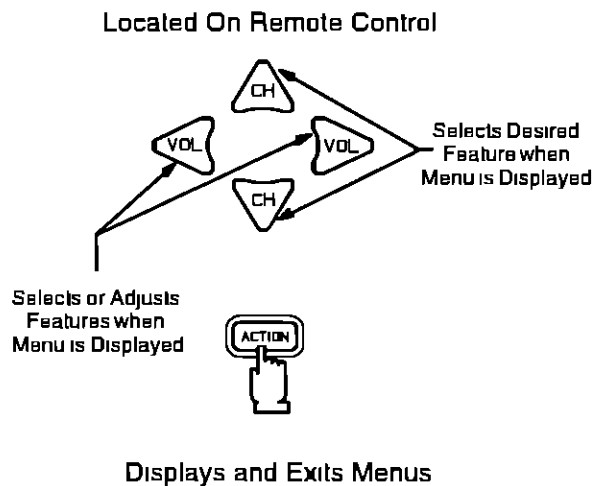 Located On Remote Control
CH
VOL
VOL
CH
Selects Desired
Feature when
Menu is Displayed
Selects or Adjusts
Features when
Menu is Displayed
ACTION
Displays and Exits Menus